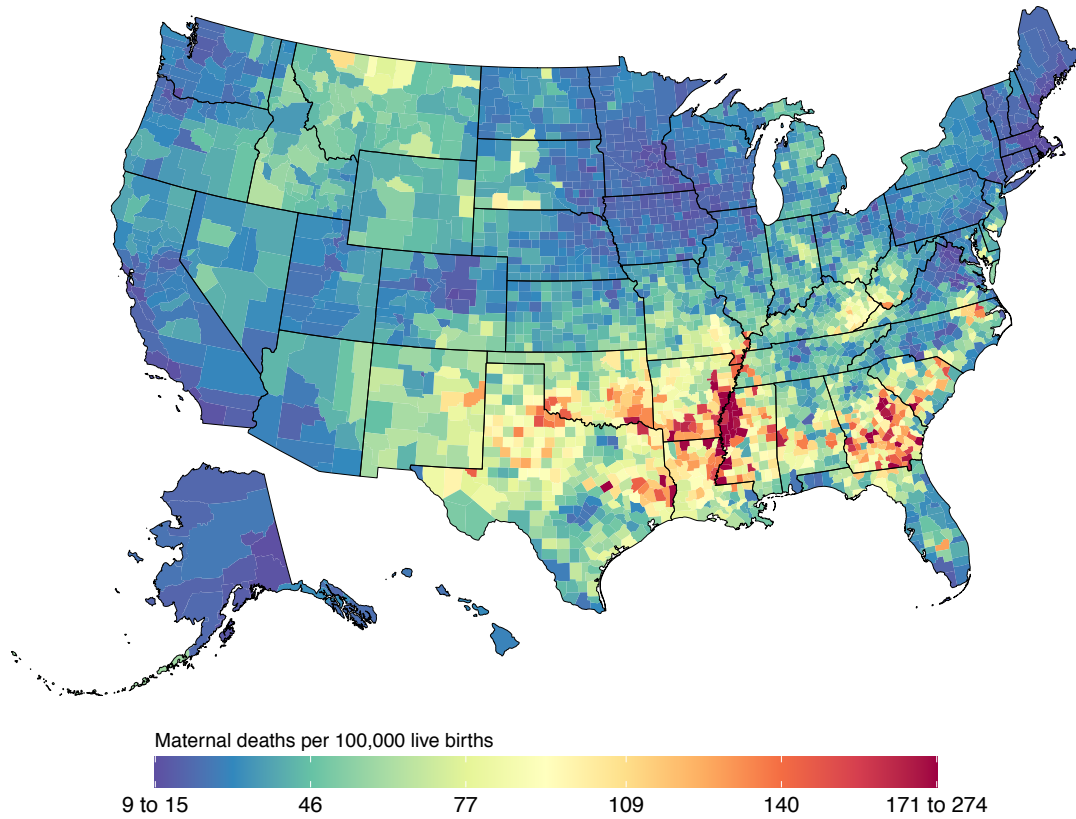 Maternal deaths per 100,000 live births
9 to 15 46 77 109 140 171 to 274